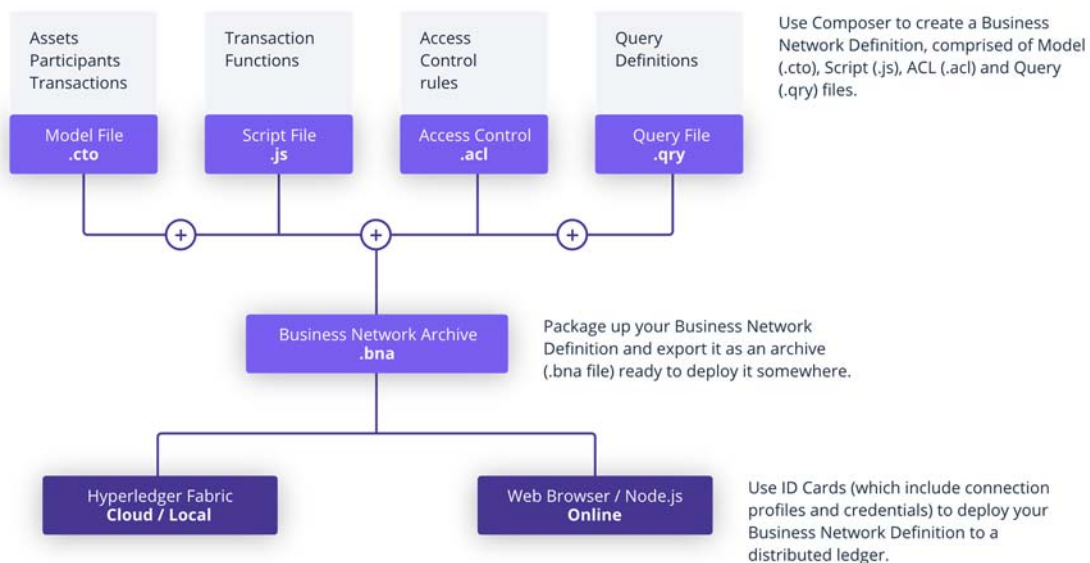 Assets
Participants
Transactions
Transaction
Functions
Access
Control
rules
Query
Definitions
Use Composer to create a Business
Network Definition, comprised of Model
(.cto), Script (.js), ACL (.acl) and Query
(.qry) files.
Model File
.cto
Script File
.js
Access Control
.acl
Query File
.qry
+
+
+
Business Network Archive
.bna
Package up your Business Network
Definition and export it as an archive
(.bna file) ready to deploy it somewhere.
Hyperledger Fabric
Cloud / Local
Web Browser / Node.js
Online
Use ID Cards (which include connection
profiles and credentials) to deploy your
Business Network Definition to a
distributed ledger.